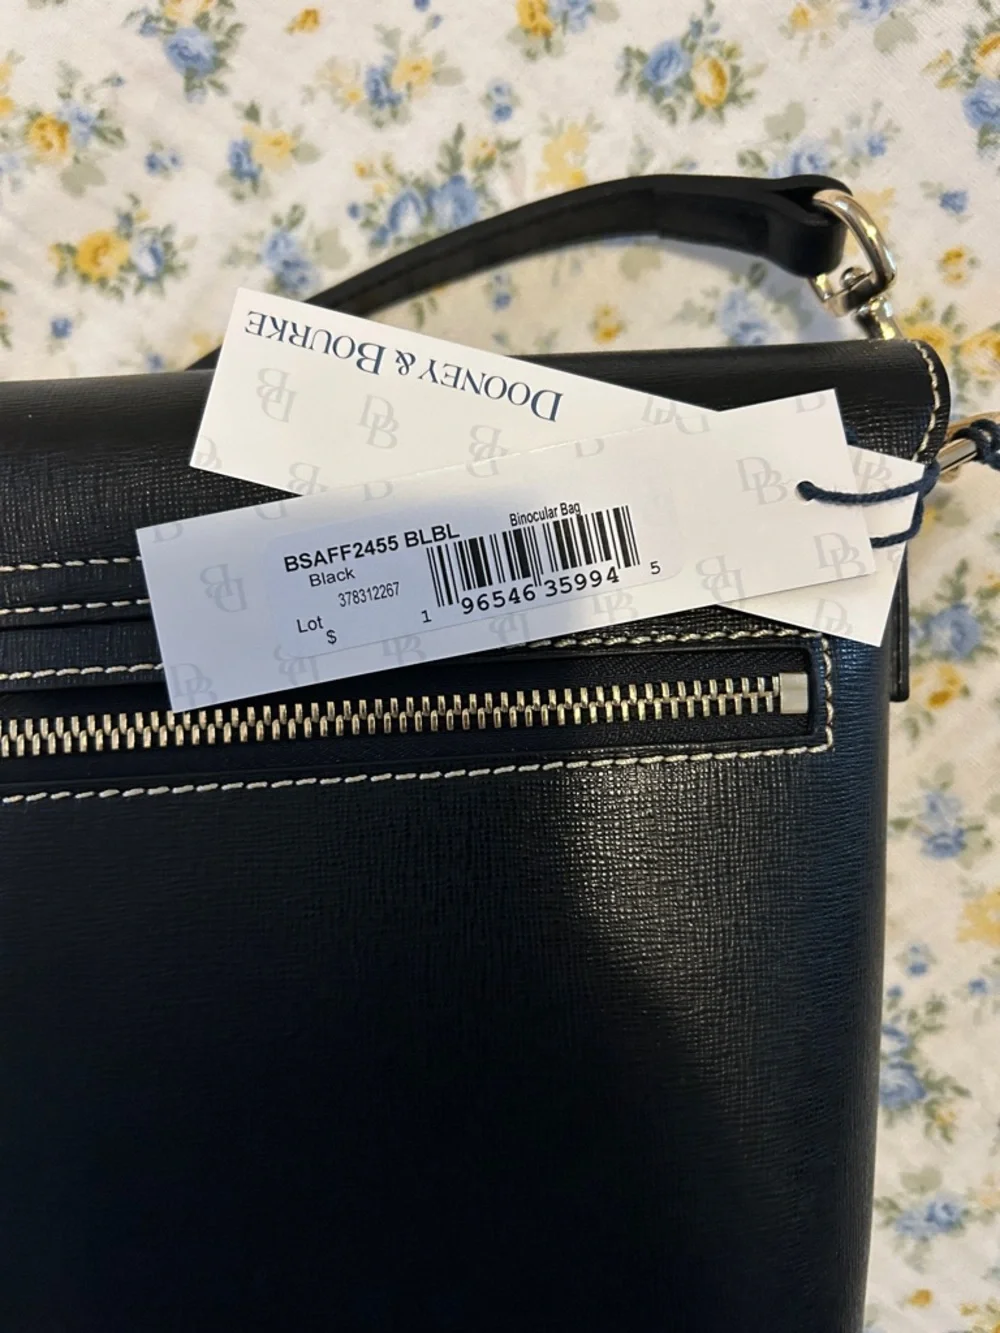 DOONEY & BOURKE
BSAFF2455 BLBL
Binocular Bag
Black
378312267
Lot
$
1 96546 35994 5